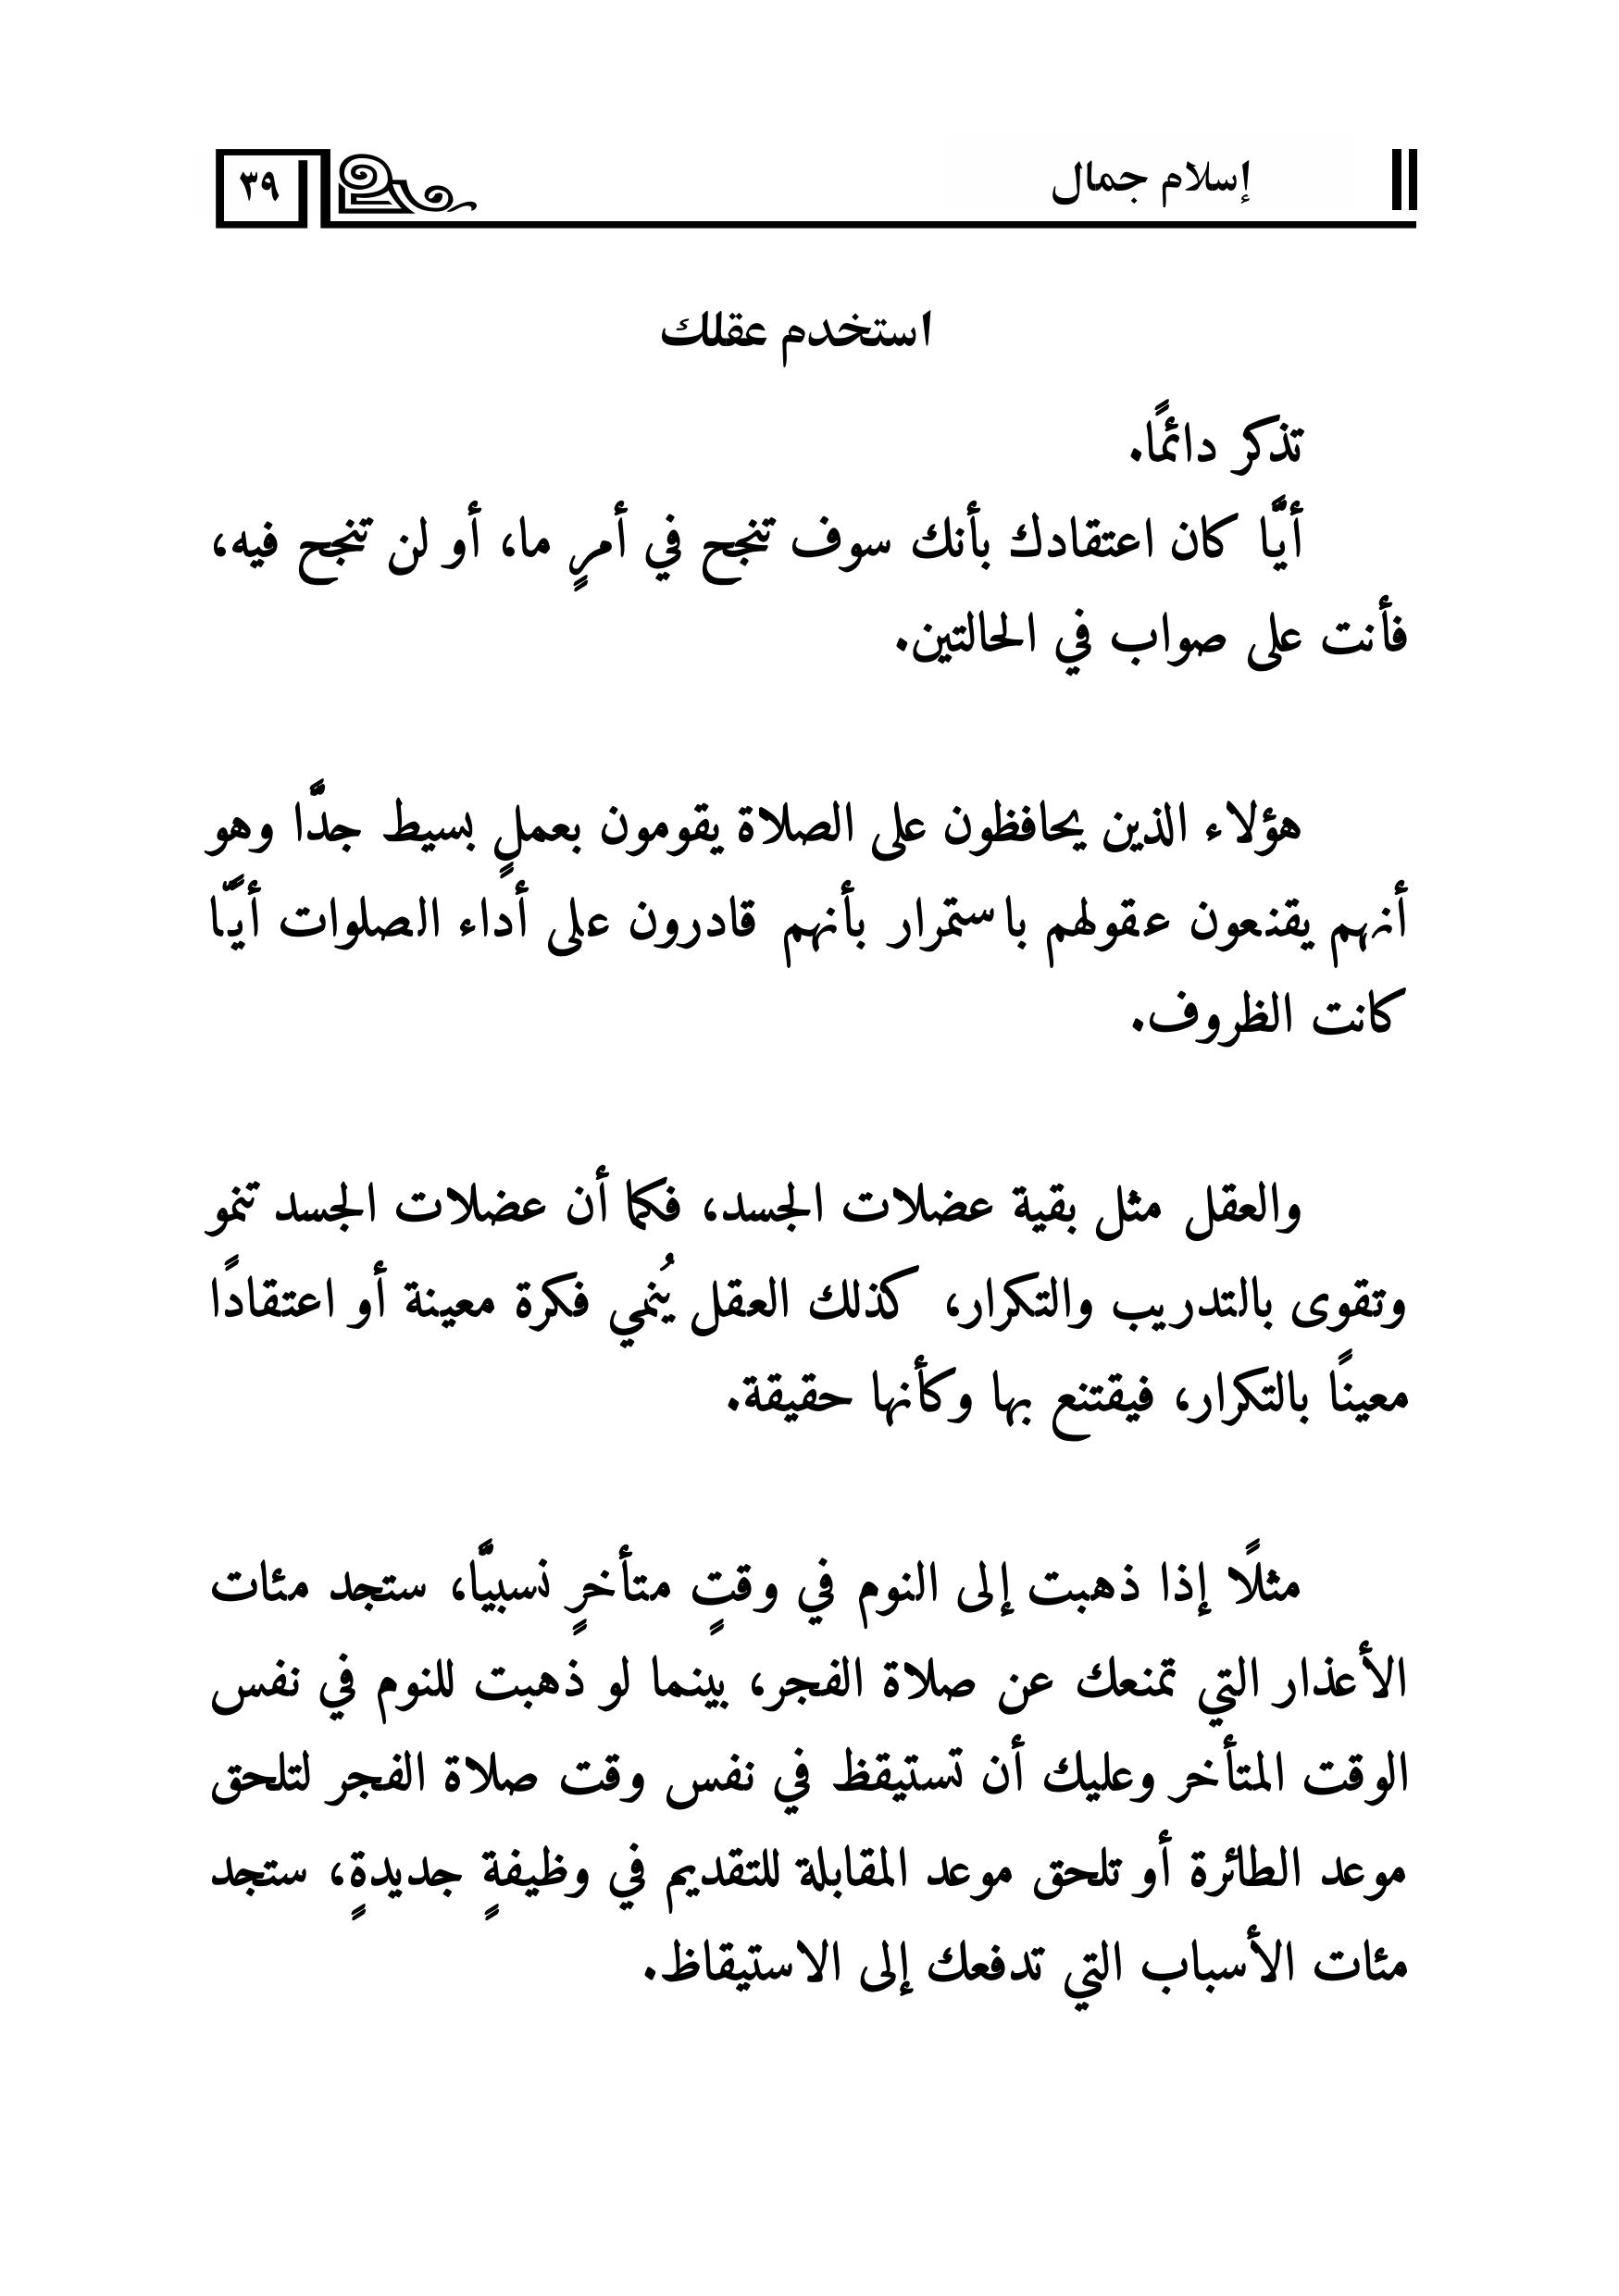 إسلام جمال
٣٩
استخدم عقلك
تذكر دائمًا.
أيًّا كان اعتقادك بأنك سوف تنجح في أمرٍ ما، أو لن تنجح فيه،
فأنت على صواب في الحالتين.
هؤلاء الذين يحافظون على الصلاة يقومون بعملٍ بسيط جدًّا وهو
أنهم يقنعون عقولهم باستمرار بأنهم قادرون على أداء الصلوات أيًّا
كانت الظروف.
والعقل مثل بقية عضلات الجسد، فكما أن عضلات الجسد تنمو
وتقوى بالتدريب والتكرار، كذلك العقل يُنمي فكرة معينة أو اعتقادًا
معينًا بالتكرار، فيقتنع بها وكأنها حقيقة.
مثلًا إذا ذهبت إلى النوم في وقتٍ متأخرٍ نسبيًّا، ستجد مئات
الأعذار التي تمنعك عن صلاة الفجر، بينما لو ذهبت للنوم في نفس
الوقت المتأخر وعليك أن تستيقظ في نفس وقت صلاة الفجر لتلحق
موعد الطائرة أو تلحق موعد المقابلة للتقديم في وظيفةٍ جديدةٍ، ستجد
مئات الأسباب التي تدفعك إلى الاستيقاظ.